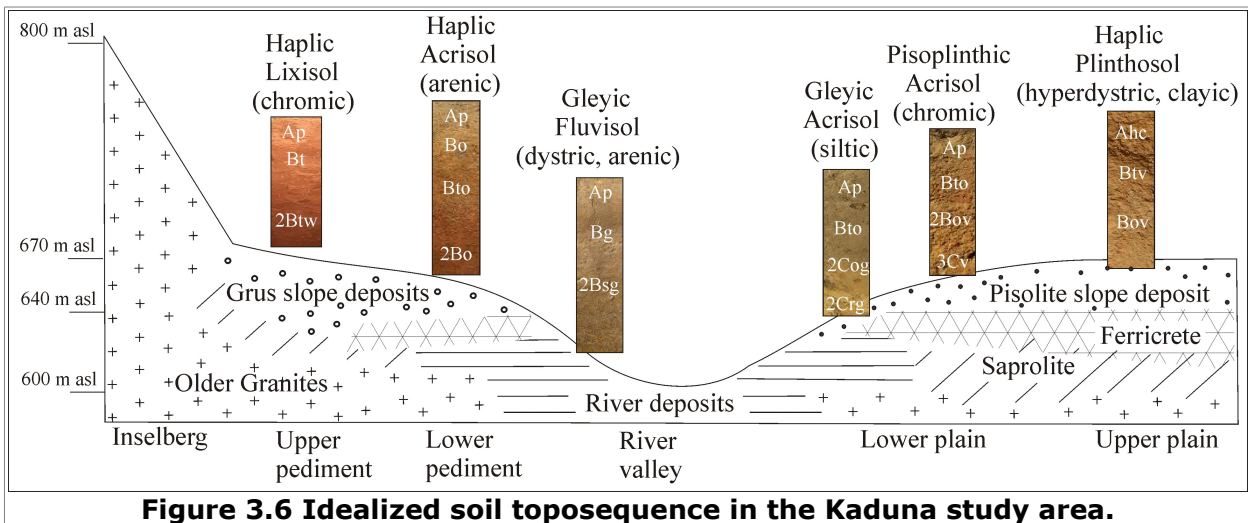 800 m asl
670 m asl
640 m asl
600 m asl
Haplic
Lixisol
(chromic)
Ap
Bt
2Btw
Haplic
Acrisol
(arenic)
Ap
Bo
Bto
2Bo
Gleyic
Fluvisol
(dystric, arenic)
Ap
Bg
2Bsg
Gleyic
Acrisol
(siltic)
Ap
Bto
2Cog
2Crg
Pisoplinthic
Acrisol
(chromic)
Ap
Bto
2Bov
3Cv
Haplic
Plinthosol
(hyperdystric, clayic)
Ahc
Btv
Bov
Grus slope deposits
Older Granites
River deposits
Pisolite slope deposit
Ferricrete
Saprolite
Inselberg
Upper
pediment
Lower
pediment
River
valley
Lower plain
Upper plain
Figure 3.6 Idealized soil toposequence in the Kaduna study area.